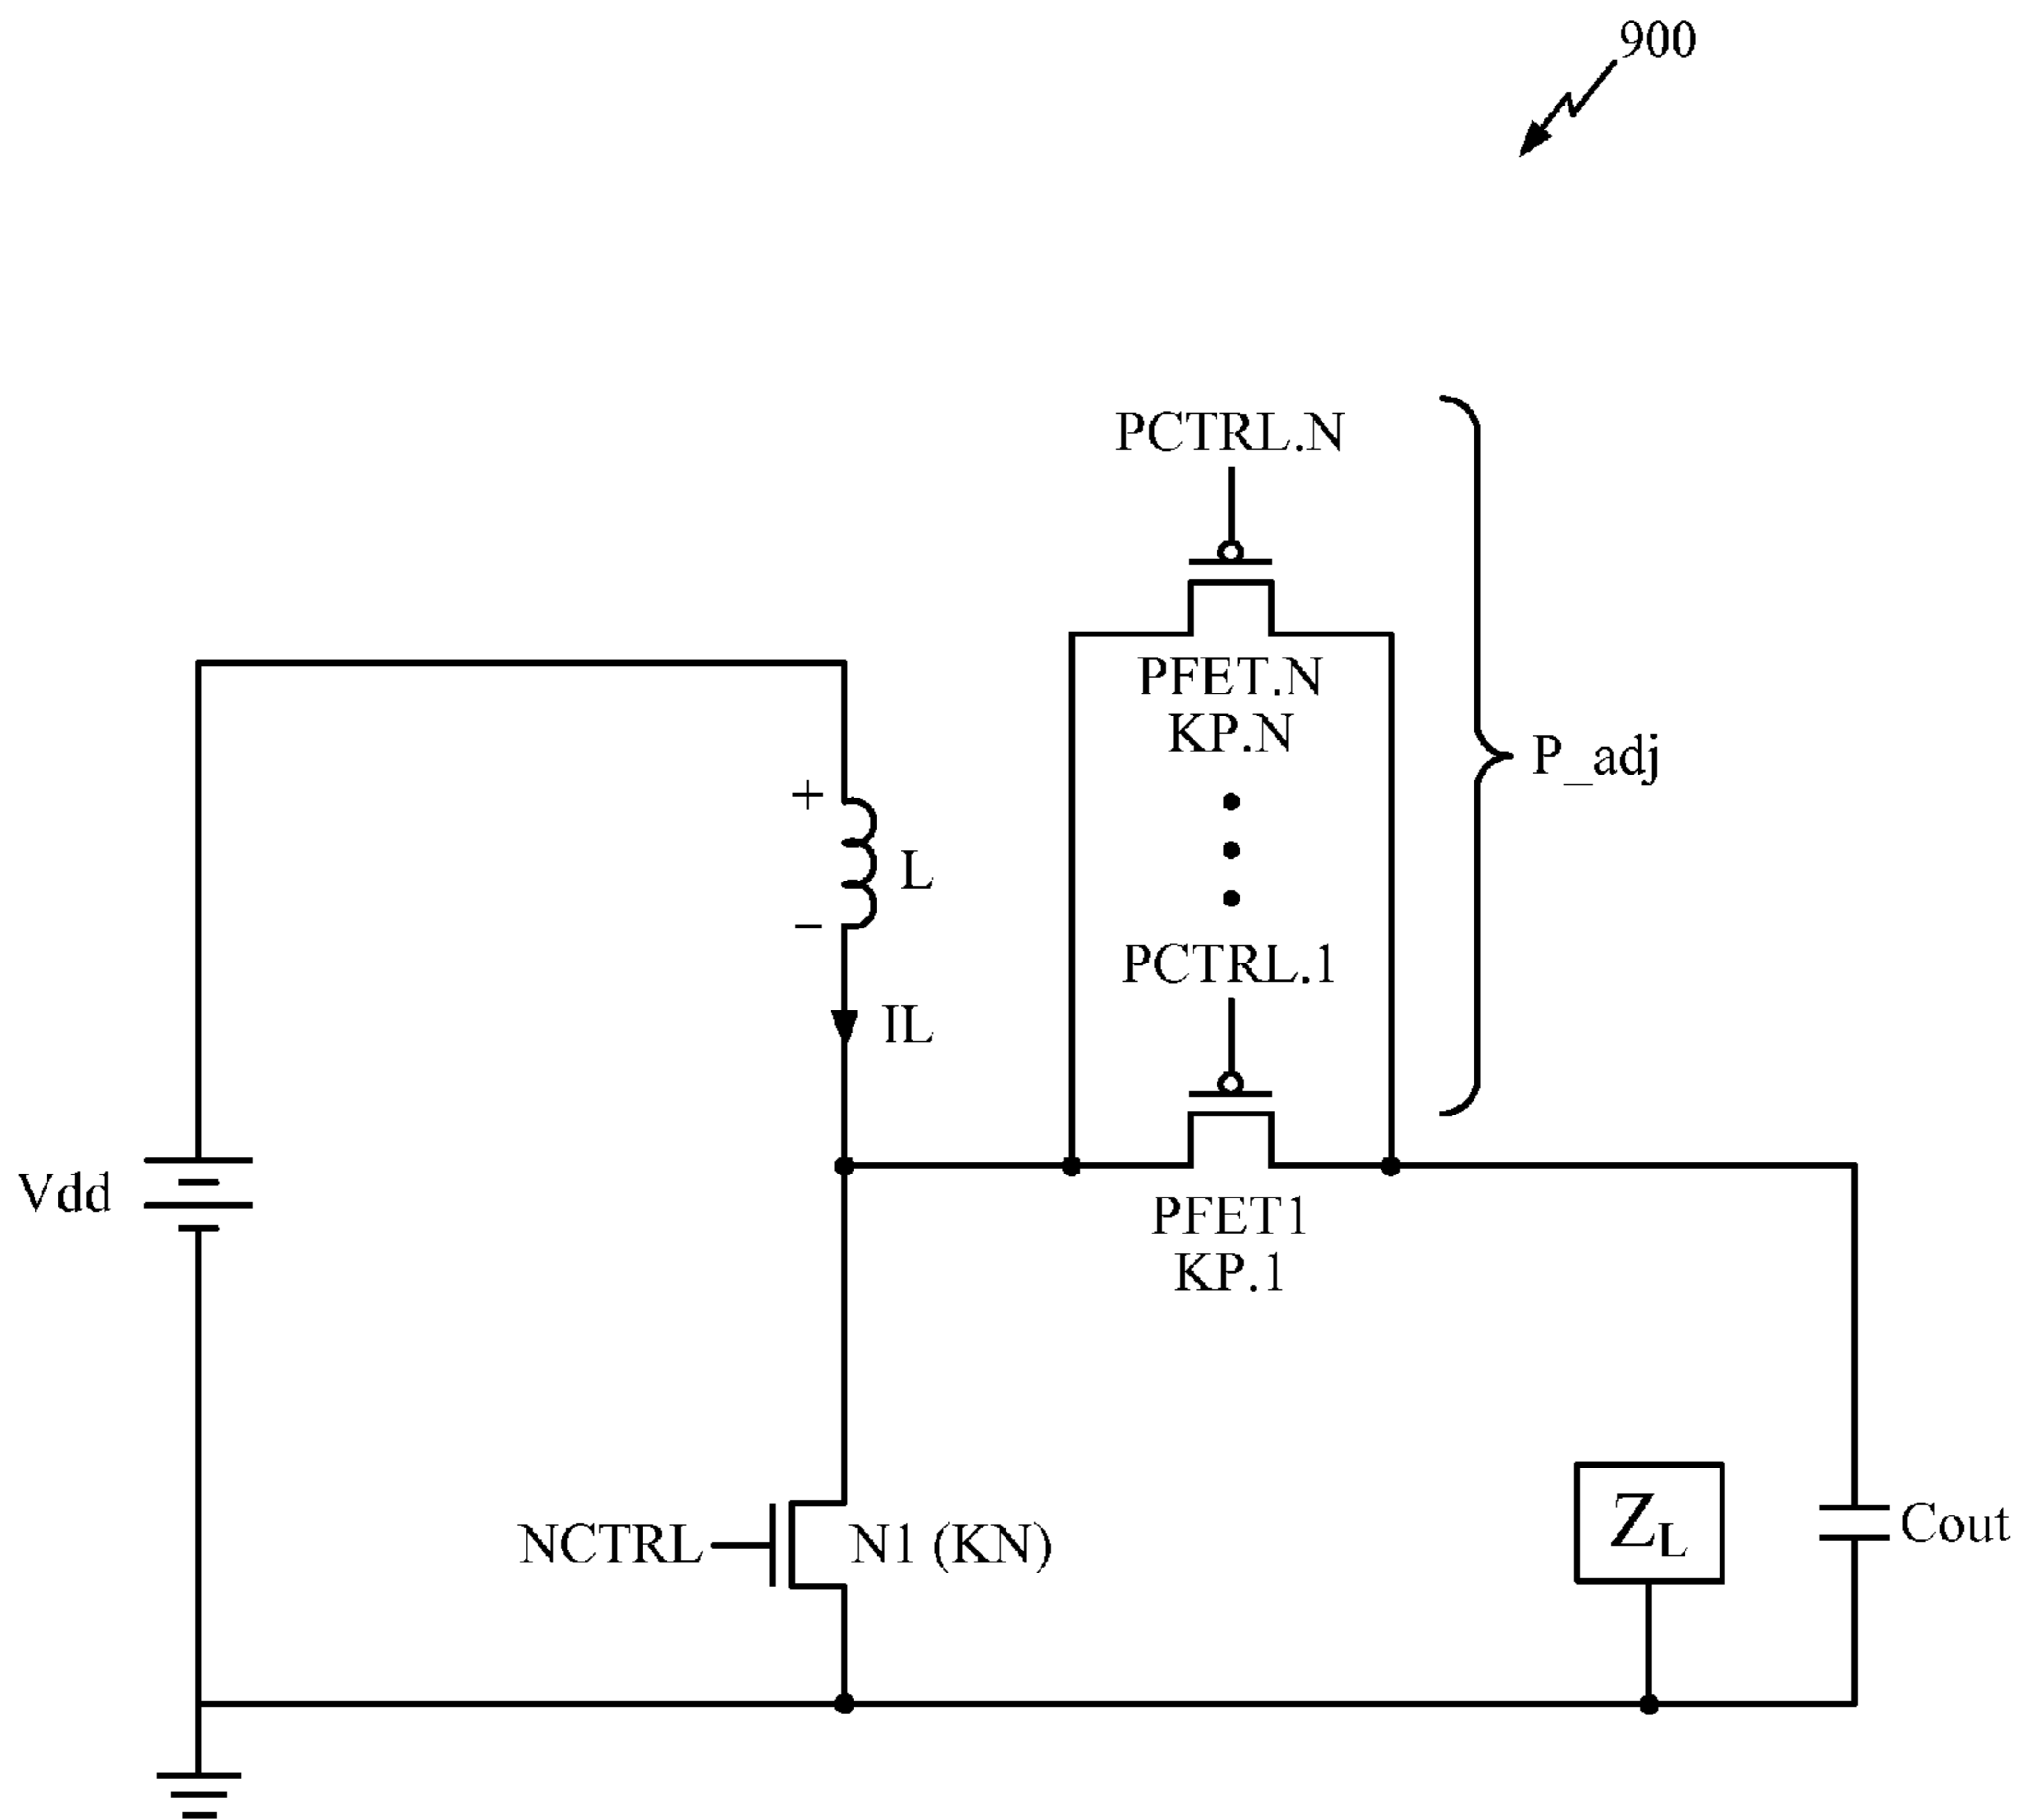 900
PCTRL.N
PFET.N
KP.N
P_adj
+
L
−
PCTRL.1
IL
Vdd
PFET1
KP.1
NCTRL
N1 (KN)
ZL
Cout